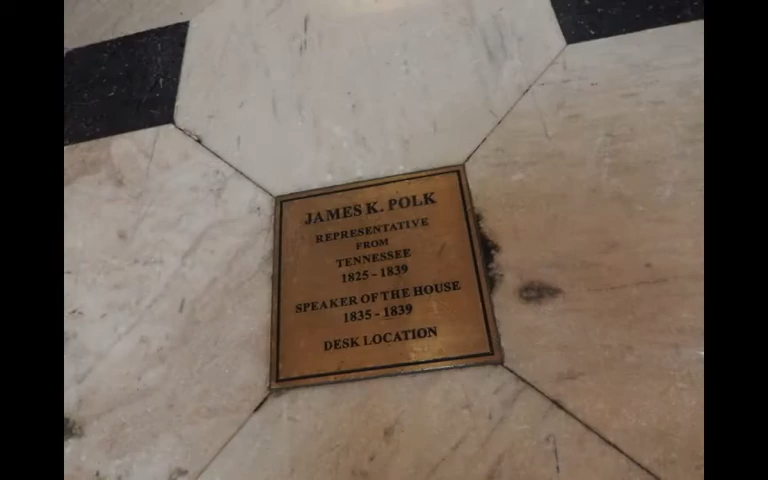 JAMES K. POLK
REPRESENTATIVE
FROM
TENNESSEE
1825 - 1839
SPEAKER OF THE HOUSE
1835 - 1839
DESK LOCATION